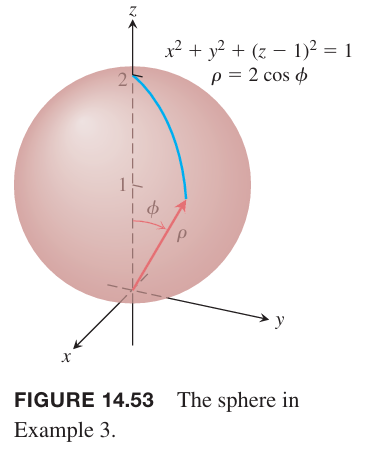 z
x² + y² + (z − 1)² = 1
ρ = 2 cos ϕ
2
1
ϕ
ρ
y
x
FIGURE 14.53 The sphere in
Example 3.